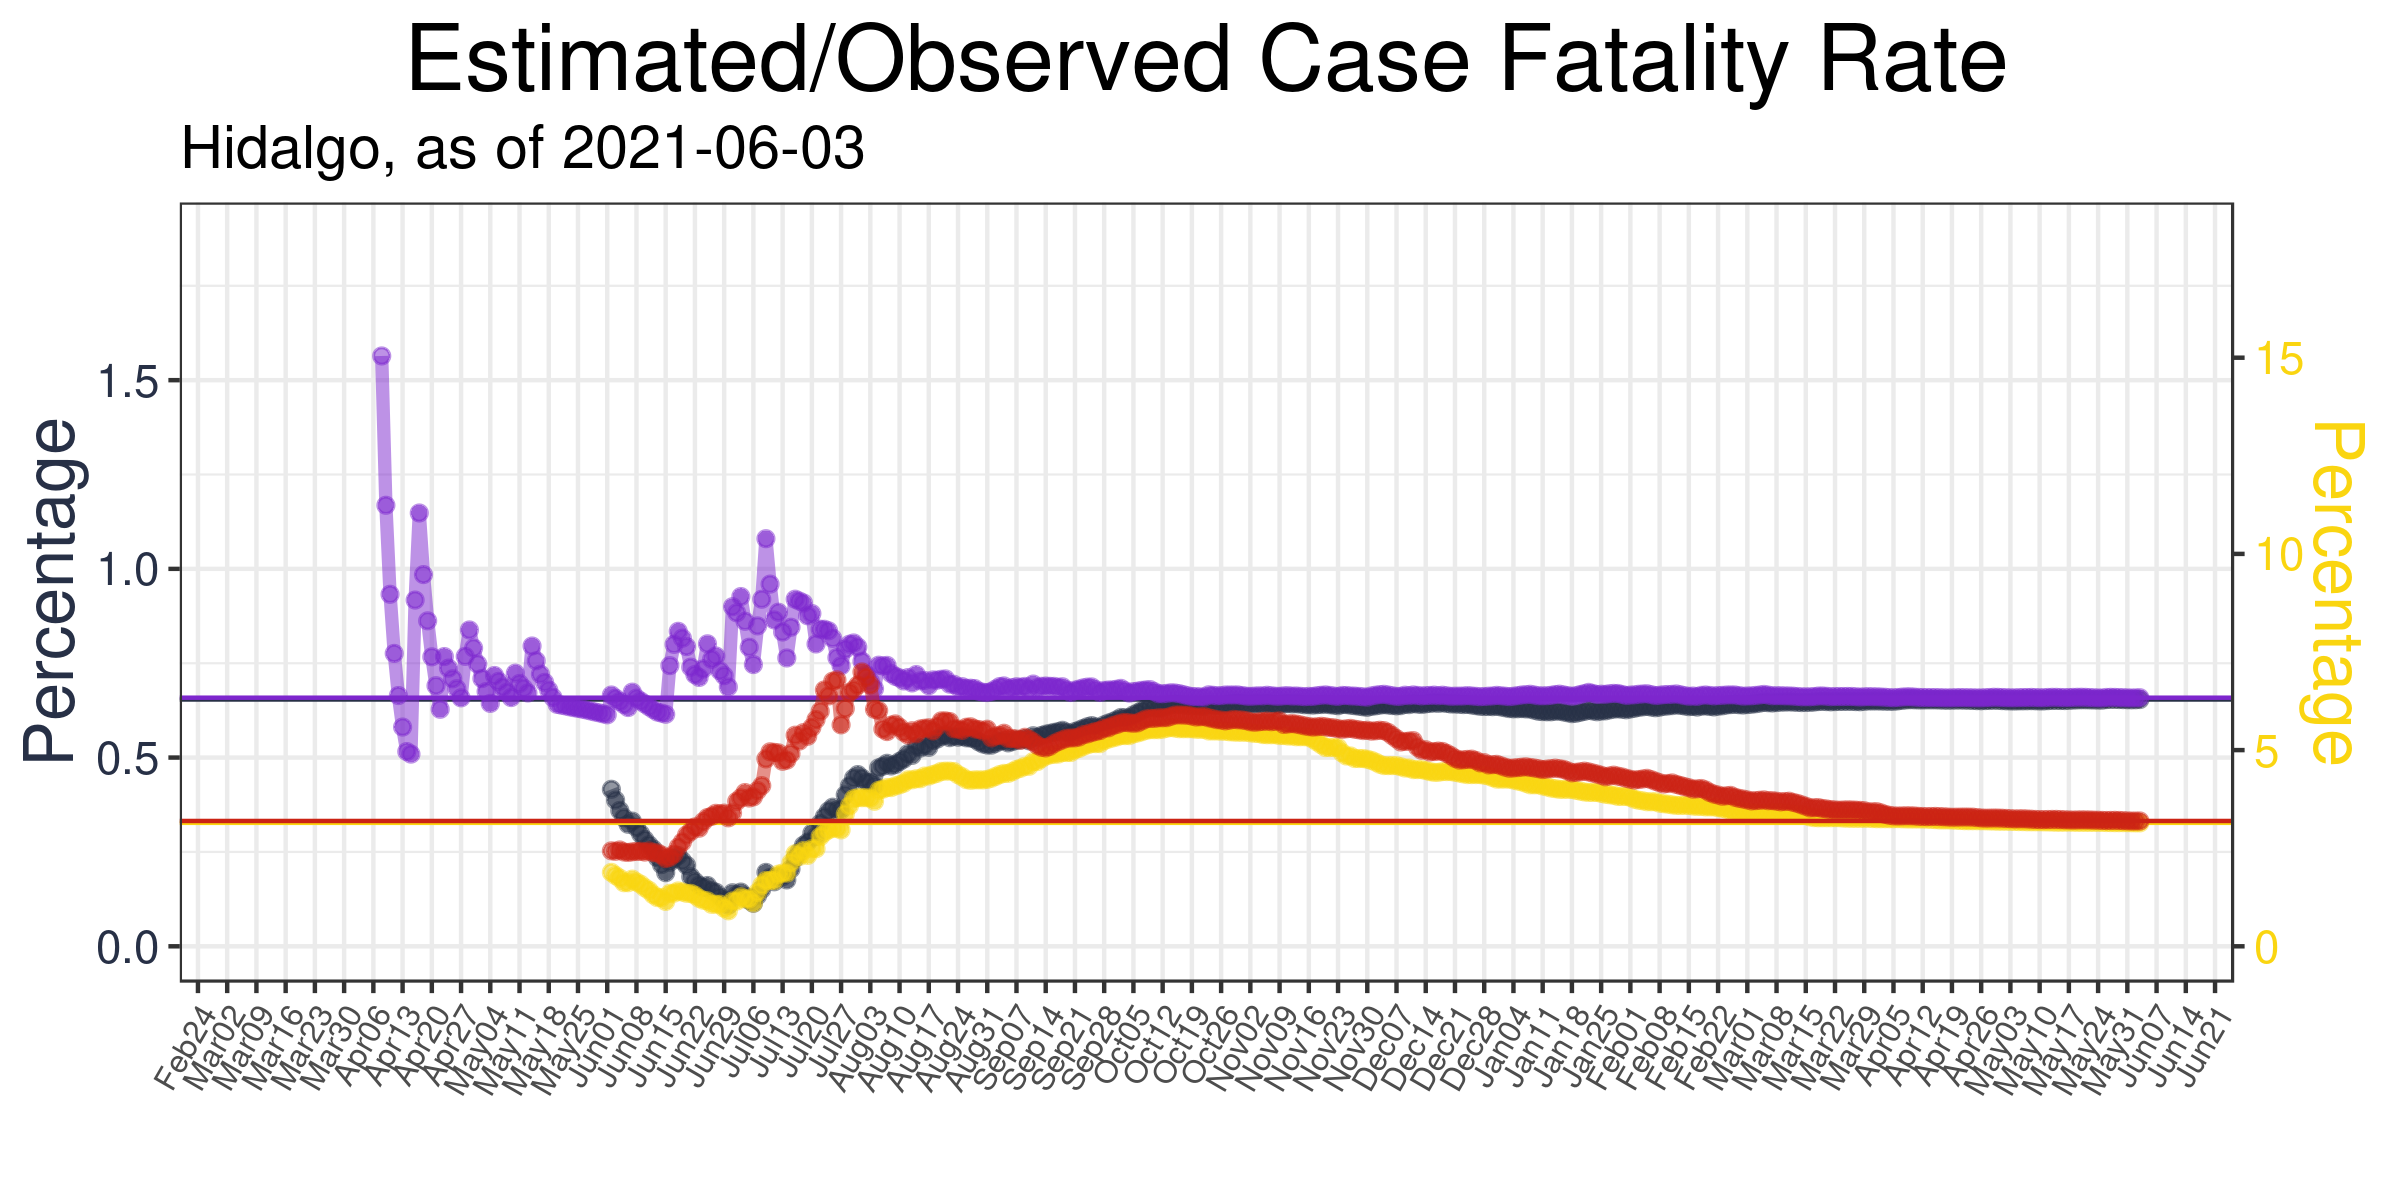 Estimated/Observed Case Fatality Rate
Hidalgo, as of 2021-06-03
Percentage
1.5
1.0
0.5
0.0
15
10
5
0
Percentage
Feb24
Mar02
Mar09
Mar16
Mar23
Mar30
Apr06
Apr13
Apr20
Apr27
May04
May11
May18
May25
Jun01
Jun08
Jun15
Jun22
Jun29
Jul06
Jul13
Jul20
Jul27
Aug03
Aug10
Aug17
Aug24
Aug31
Sep07
Sep14
Sep21
Sep28
Oct05
Oct12
Oct19
Oct26
Nov02
Nov09
Nov16
Nov23
Nov30
Dec07
Dec14
Dec21
Dec28
Jan04
Jan11
Jan18
Jan25
Feb01
Feb08
Feb15
Feb22
Mar01
Mar08
Mar15
Mar22
Mar29
Apr05
Apr12
Apr19
Apr26
May03
May10
May17
May24
May31
Jun07
Jun14
Jun21